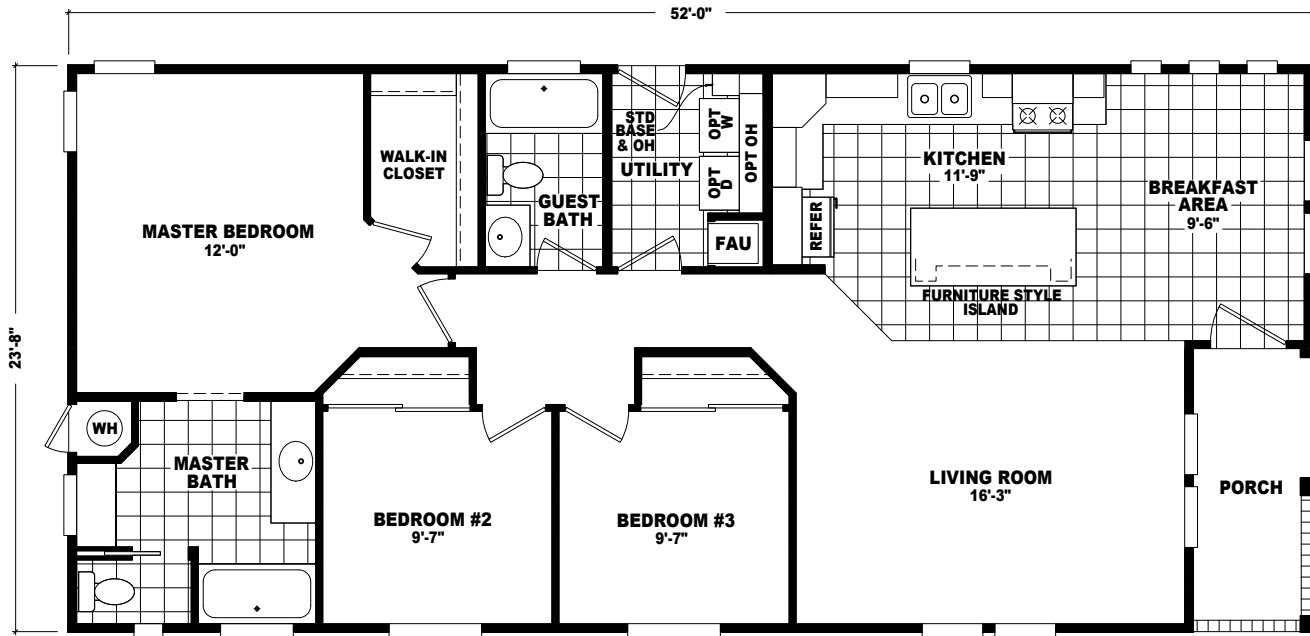 52'-0"
23'-8"
MASTER BEDROOM
12'-0"
WALK-IN
CLOSET
GUEST
BATH
STD
BASE
& OH
UTILITY
OPT
W
OPT
D
OPT OH
FAU
KITCHEN
11'-9"
REFER
BREAKFAST
AREA
9'-6"
FURNITURE STYLE
ISLAND
WH
MASTER
BATH
BEDROOM #2
9'-7"
BEDROOM #3
9'-7"
LIVING ROOM
16'-3"
PORCH